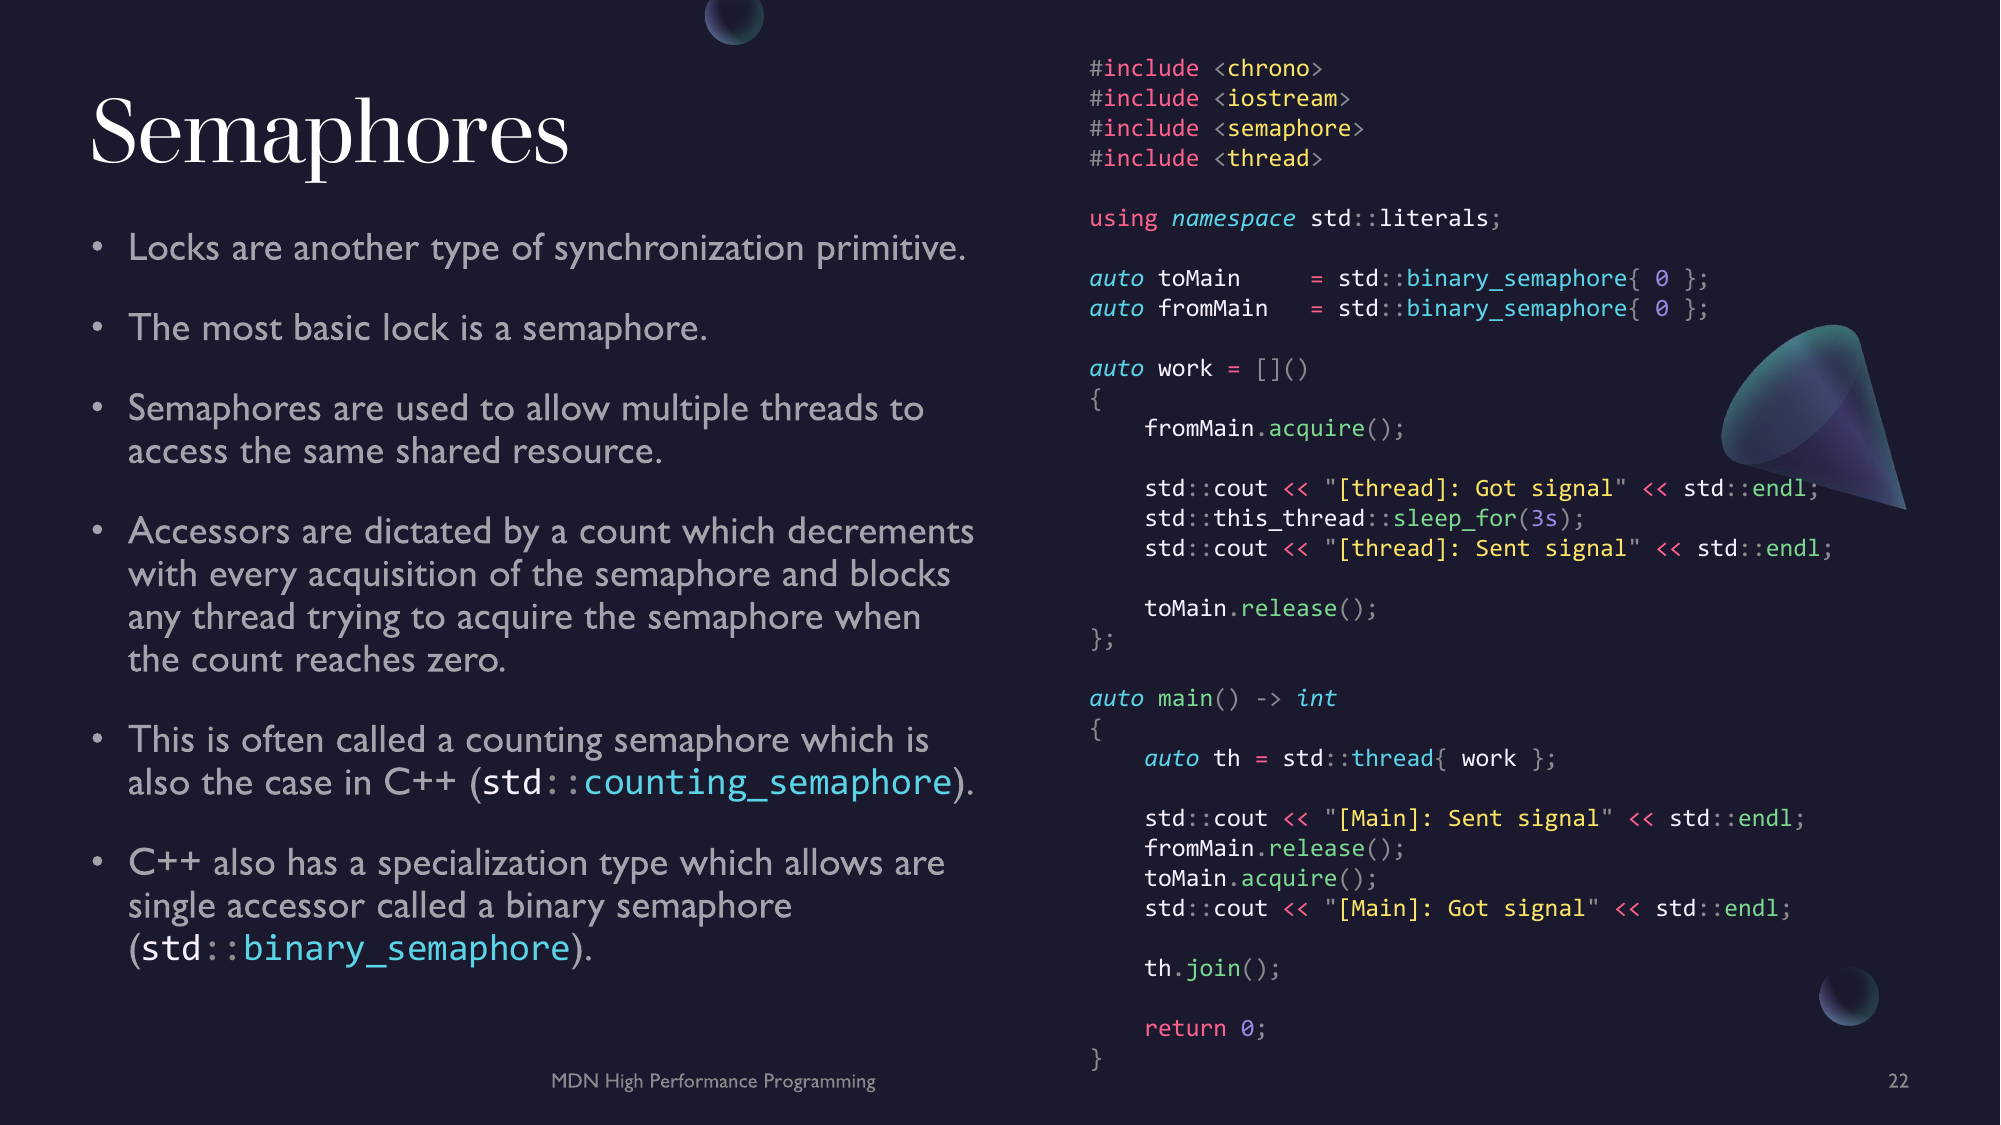 Semaphores
• Locks are another type of synchronization primitive.
• The most basic lock is a semaphore.
• Semaphores are used to allow multiple threads to
access the same shared resource.
• Accessors are dictated by a count which decrements
with every acquisition of the semaphore and blocks
any thread trying to acquire the semaphore when
the count reaches zero.
• This is often called a counting semaphore which is
also the case in C++ (std::counting_semaphore).
• C++ also has a specialization type which allows are
single accessor called a binary semaphore
(std::binary_semaphore).
#include <chrono>
#include <iostream>
#include <semaphore>
#include <thread>
using namespace std::literals;
auto toMain     = std::binary_semaphore{ 0 };
auto fromMain   = std::binary_semaphore{ 0 };
auto work = []()
{
    fromMain.acquire();
    std::cout << "[thread]: Got signal" << std::endl;
    std::this_thread::sleep_for(3s);
    std::cout << "[thread]: Sent signal" << std::endl;
    toMain.release();
};
auto main() -> int
{
    auto th = std::thread{ work };
    std::cout << "[Main]: Sent signal" << std::endl;
    fromMain.release();
    toMain.acquire();
    std::cout << "[Main]: Got signal" << std::endl;
    th.join();
    return 0;
}
MDN High Performance Programming
22